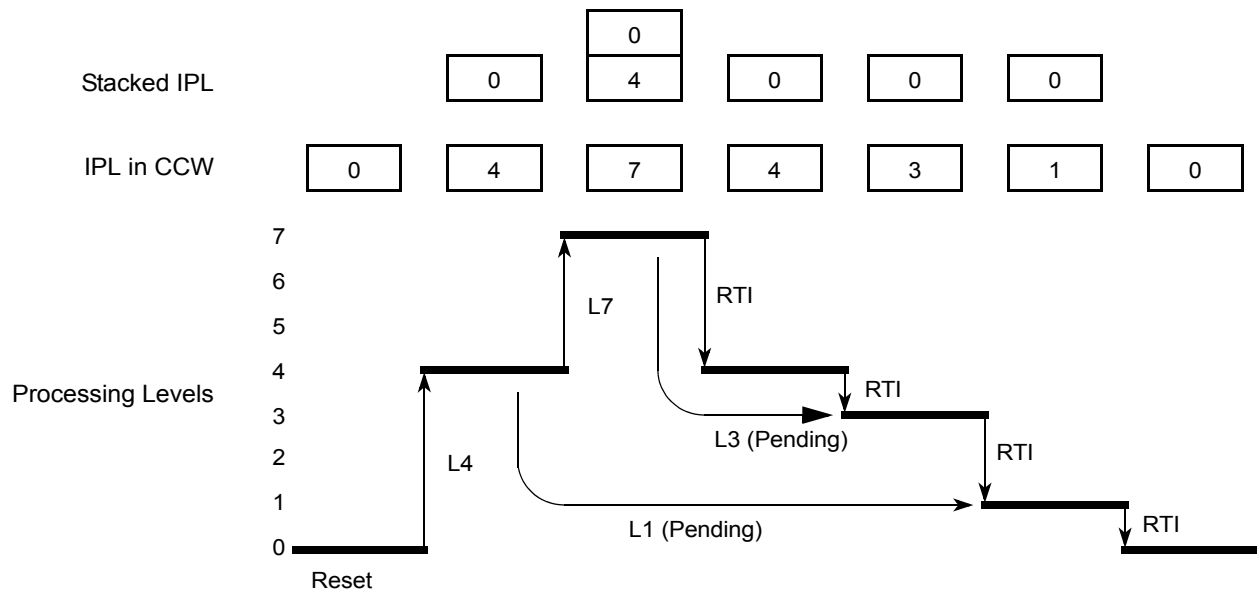 0
Stacked IPL 0 4 0 0 0
IPL in CCW 0 4 7 4 3 1 0
7
6
L7 RTI
5
4
Processing Levels RTI
3
L3 (Pending)
2 L4 RTI
1
L1 (Pending) RTI
0
Reset